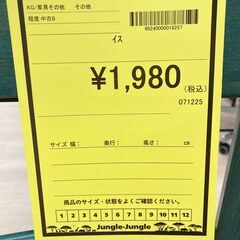 KG/家具その他 その他
程度:中古B
99240000018257
イス
¥1,980(税込)
071225
サイズ 幅: 奥行: 高さ: cm
商品のサイズ・状態をよくご確認ください。
1 2 3 4 5 6 7 8 9 10 11 12
Jungle-Jungle